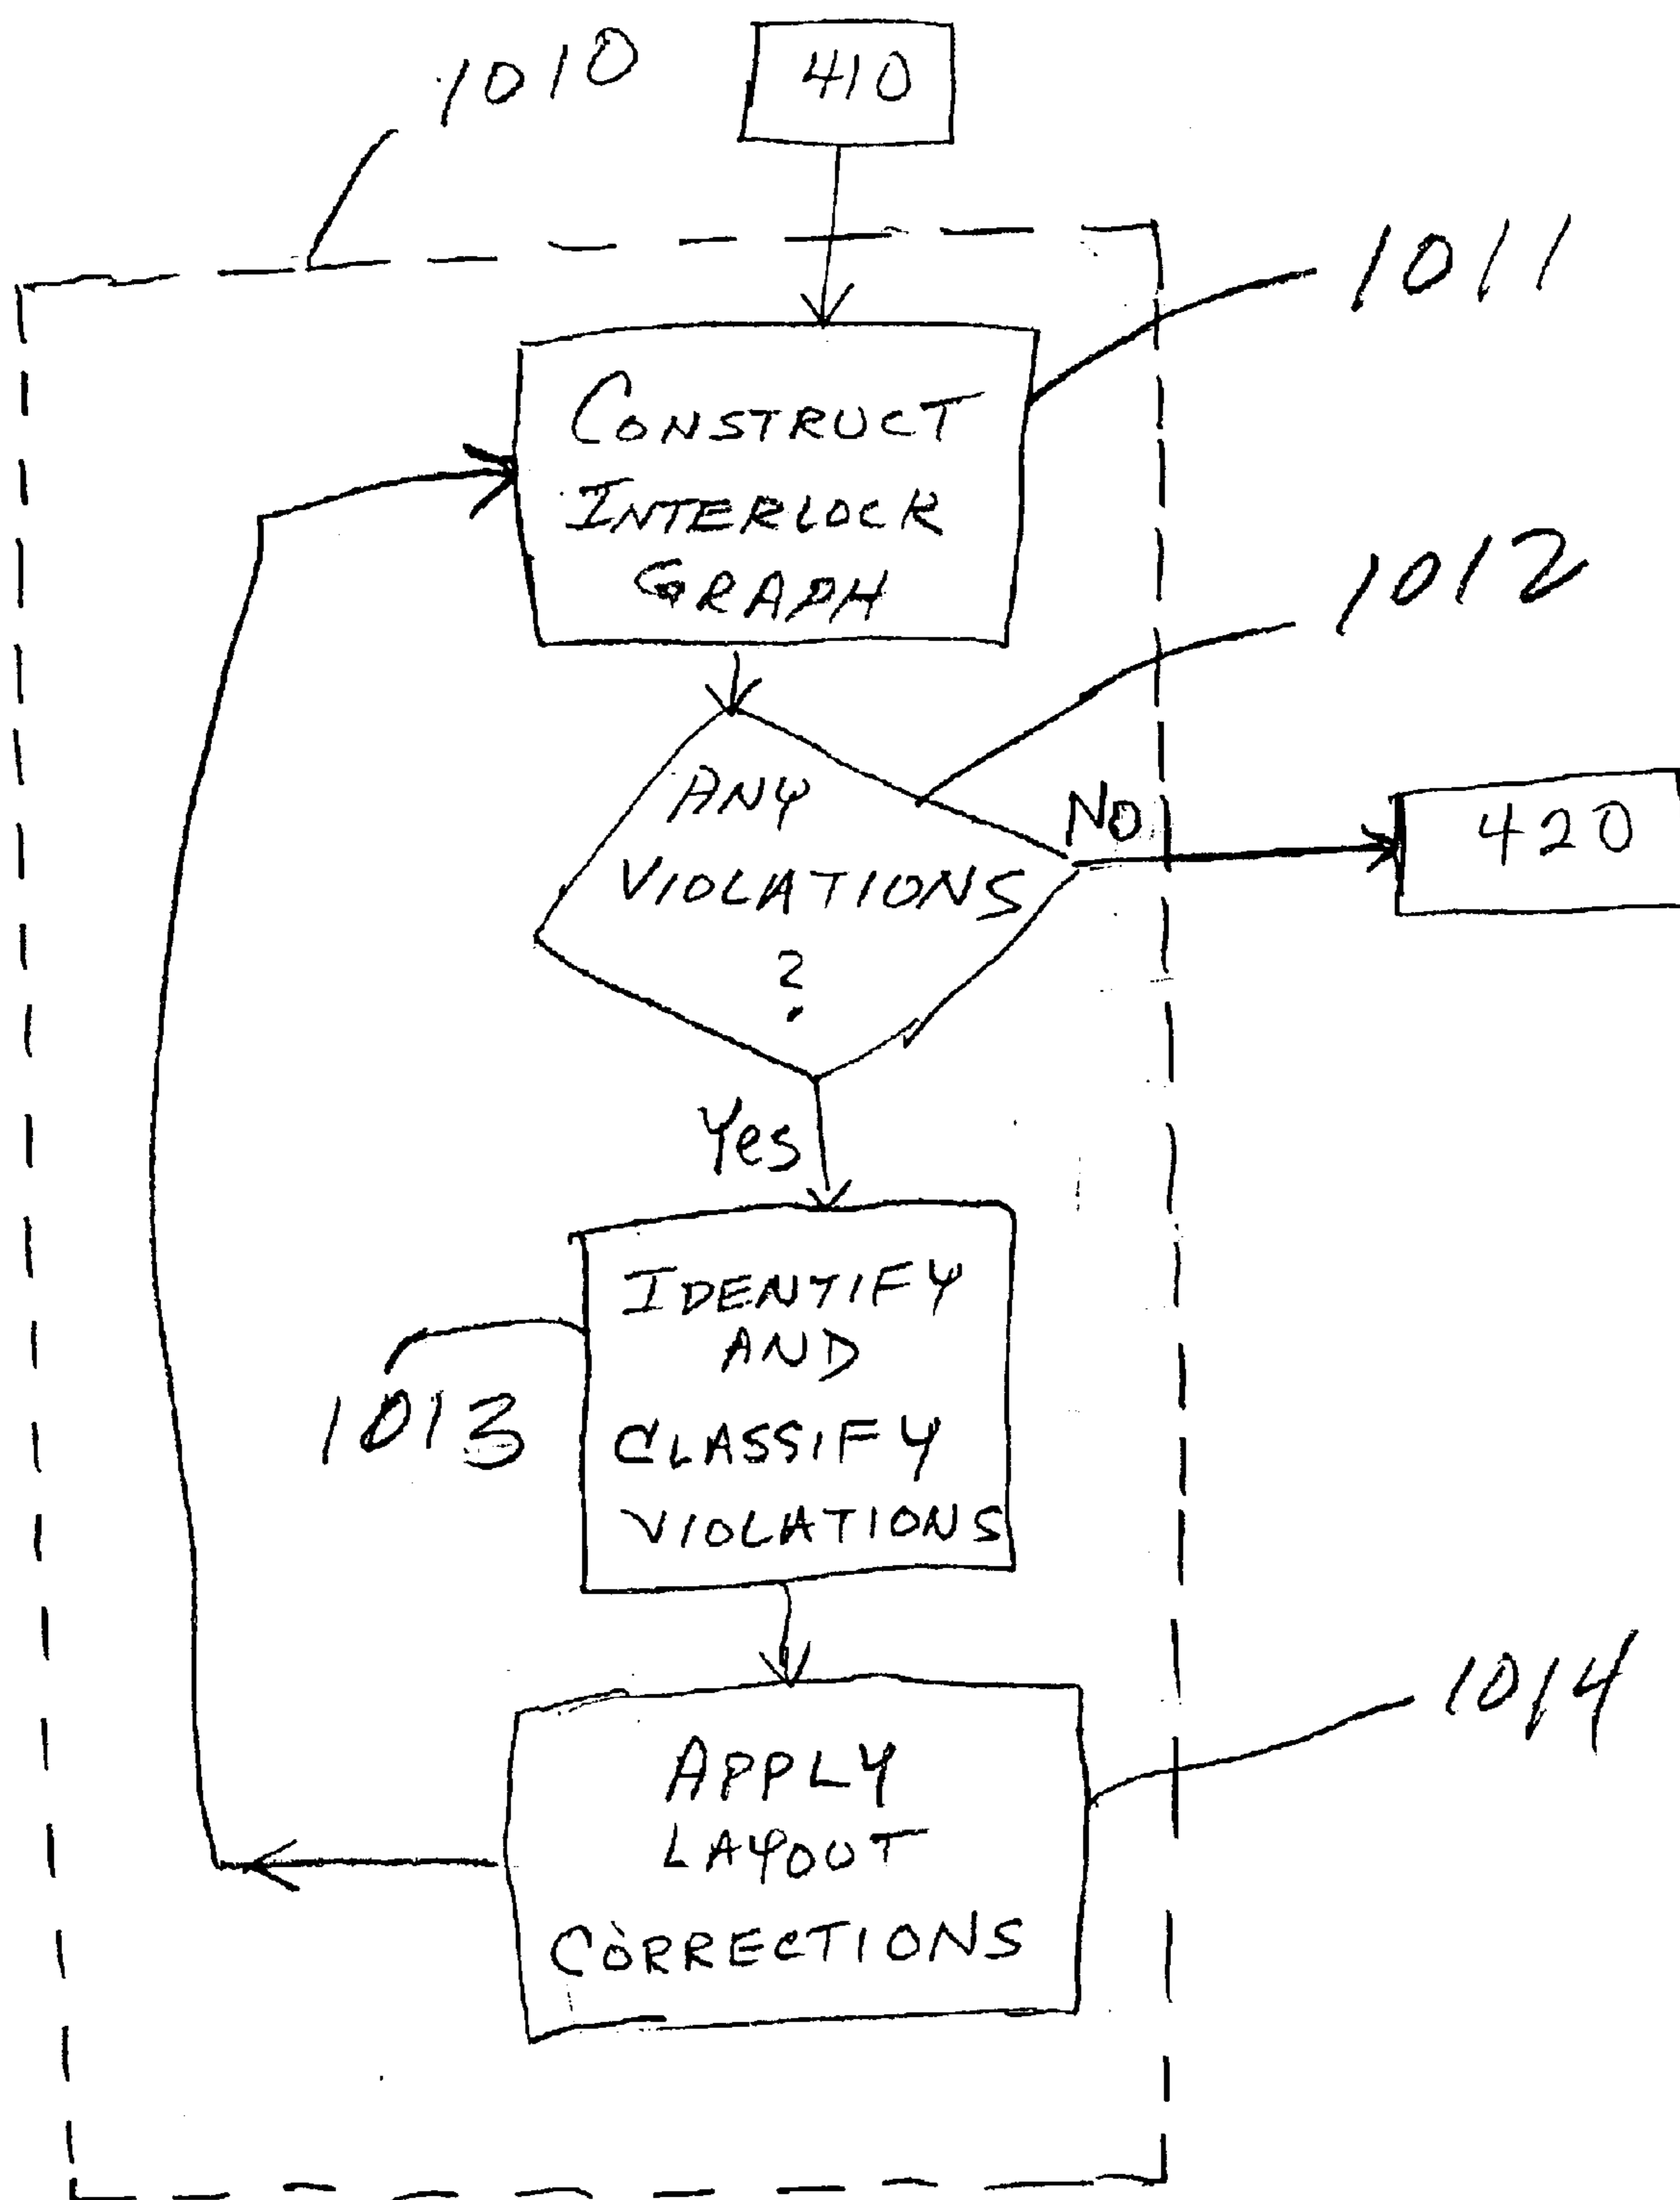 1010
410
1011
CONSTRUCT
INTERLOCK
GRAPH
1012
ANY
VIOLATIONS
?
NO
420
Yes
IDENTIFY
AND
CLASSIFY
VIOLATIONS
1013
1014
APPLY
LAYOUT
CORRECTIONS